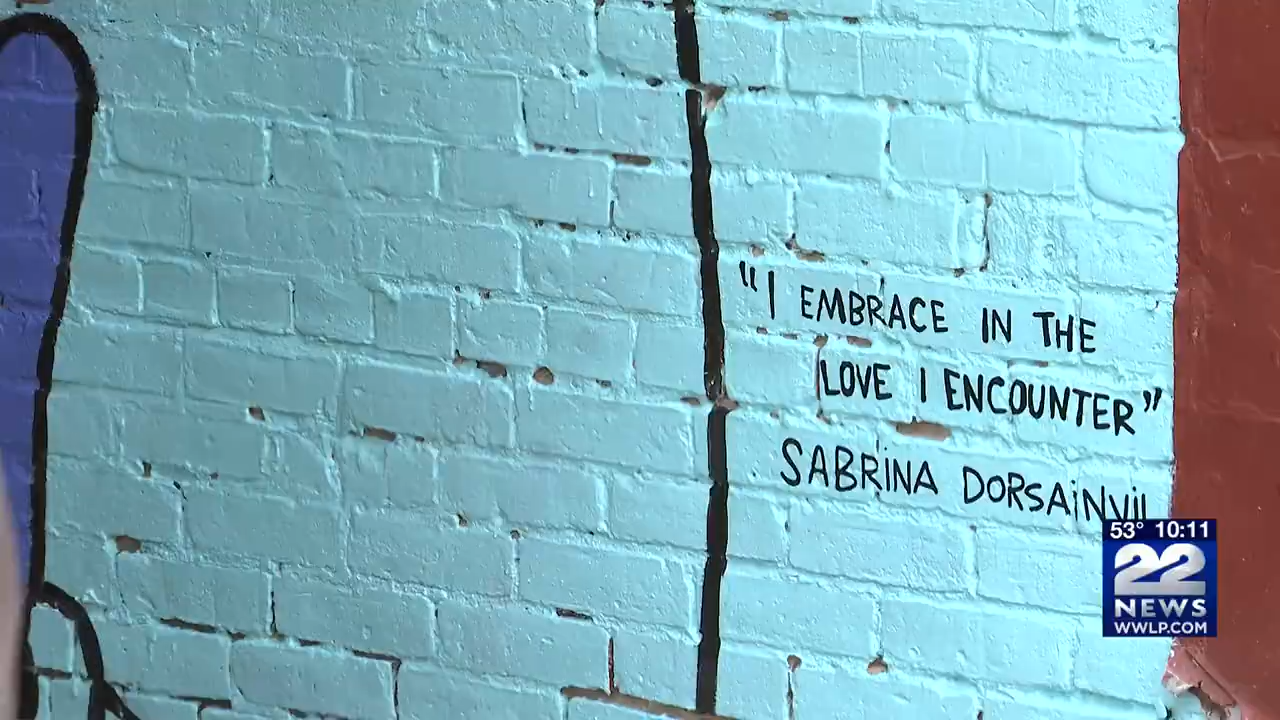 “I EMBRACE IN THE
LOVE I ENCOUNTER”
SABRiNA DORSAiNViL
53° 10:11
22
NEWS
WWLP.COM